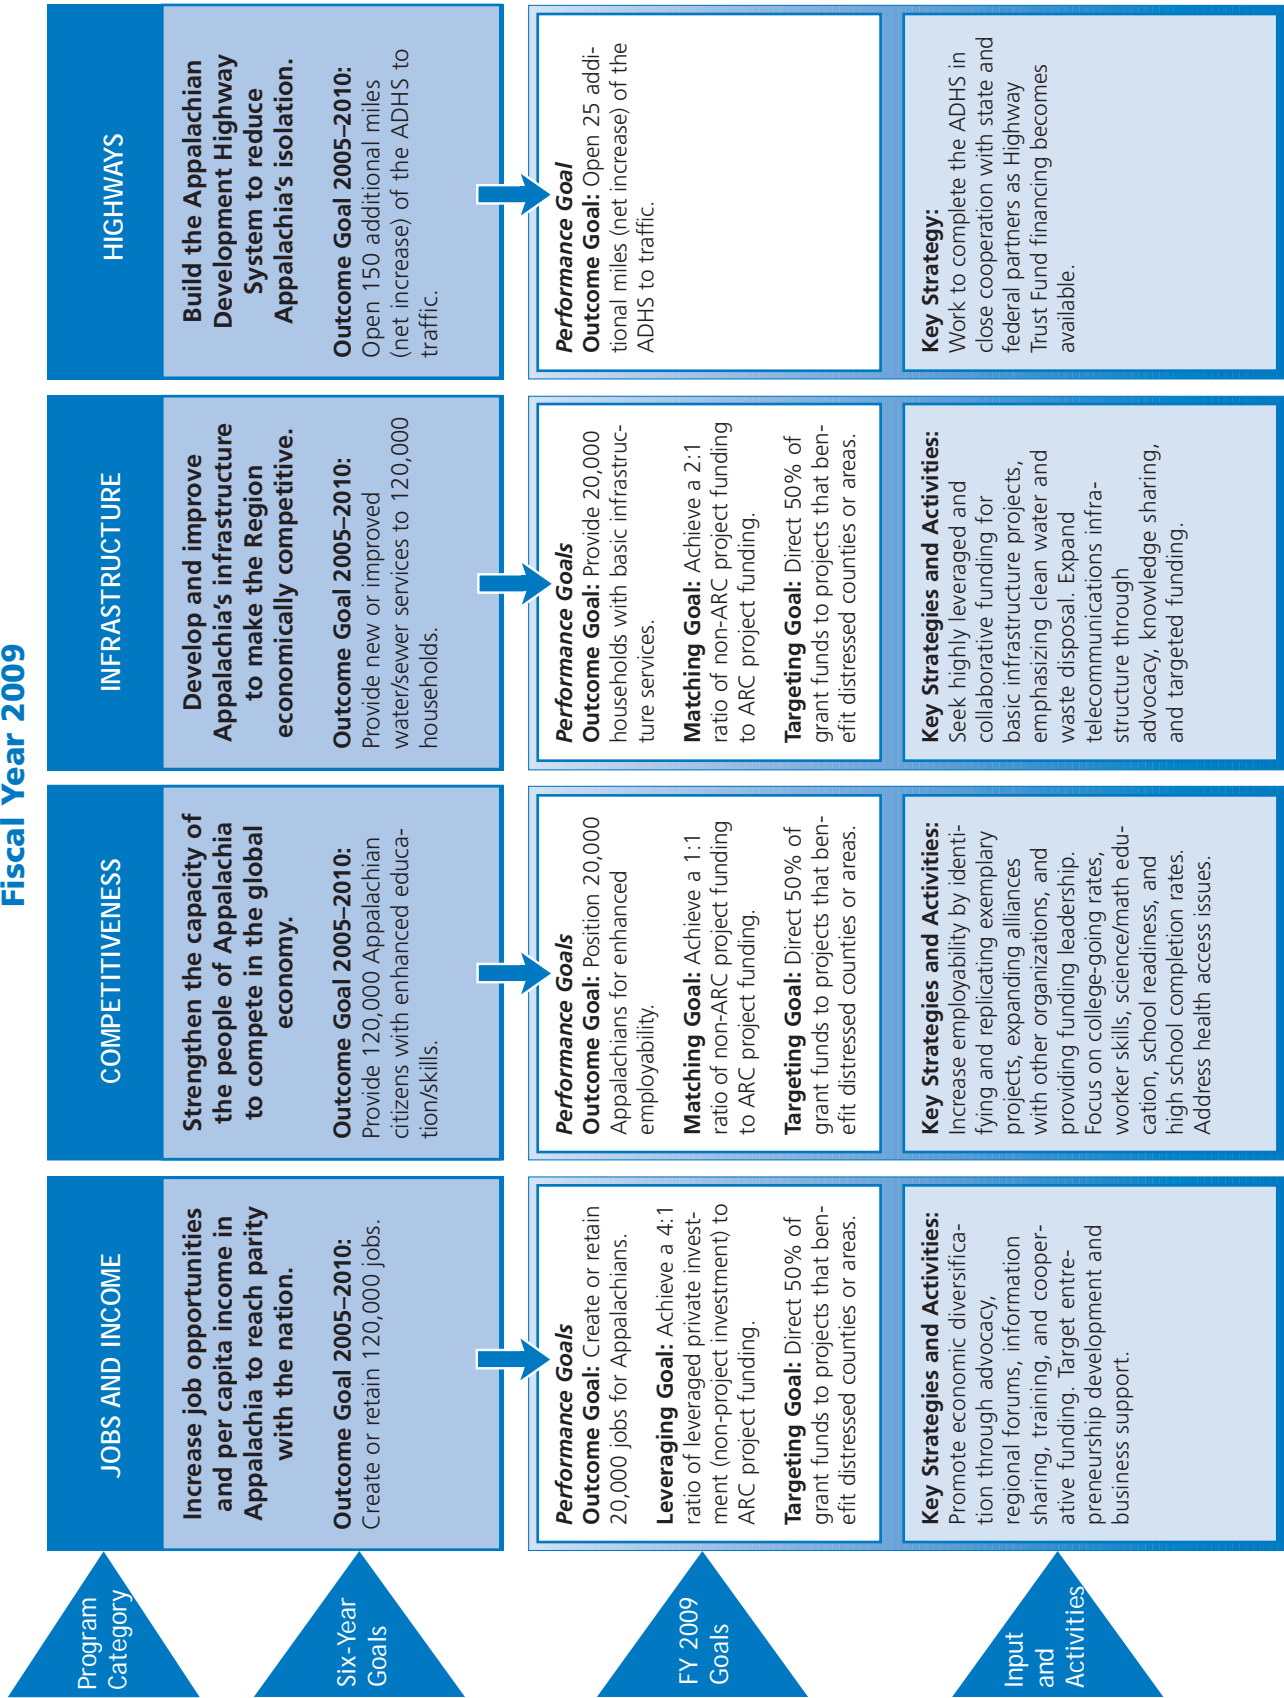 Fiscal Year 2009
Program
Category
JOBS AND INCOME
COMPETITIVENESS
INFRASTRUCTURE
HIGHWAYS
Six-Year
Goals
Increase job opportunities
and per capita income in
Appalachia to reach parity
with the nation.
Outcome Goal 2005–2010:
Create or retain 120,000 jobs.
Strengthen the capacity of
the people of Appalachia
to compete in the global
economy.
Outcome Goal 2005–2010:
Provide 120,000 Appalachian
citizens with enhanced educa-
tion/skills.
Develop and improve
Appalachia’s infrastructure
to make the Region
economically competitive.
Outcome Goal 2005–2010:
Provide new or improved
water/sewer services to 120,000
households.
Build the Appalachian
Development Highway
System to reduce
Appalachia’s isolation.
Outcome Goal 2005–2010:
Open 150 additional miles
(net increase) of the ADHS to
traffic.
FY 2009
Goals
Performance Goals
Outcome Goal: Create or retain
20,000 jobs for Appalachians.
Leveraging Goal: Achieve a 4:1
ratio of leveraged private invest-
ment (non-project investment) to
ARC project funding.
Targeting Goal: Direct 50% of
grant funds to projects that ben-
efit distressed counties or areas.
Performance Goals
Outcome Goal: Position 20,000
Appalachians for enhanced
employability.
Matching Goal: Achieve a 1:1
ratio of non-ARC project funding
to ARC project funding.
Targeting Goal: Direct 50% of
grant funds to projects that ben-
efit distressed counties or areas.
Performance Goals
Outcome Goal: Provide 20,000
households with basic infrastruc-
ture services.
Matching Goal: Achieve a 2:1
ratio of non-ARC project funding
to ARC project funding.
Targeting Goal: Direct 50% of
grant funds to projects that ben-
efit distressed counties or areas.
Performance Goal
Outcome Goal: Open 25 addi-
tional miles (net increase) of the
ADHS to traffic.
Input
and
Activities
Key Strategies and Activities:
Promote economic diversifica-
tion through advocacy,
regional forums, information
sharing, training, and cooper-
ative funding. Target entre-
preneurship development and
business support.
Key Strategies and Activities:
Increase employability by identi-
fying and replicating exemplary
projects, expanding alliances
with other organizations, and
providing funding leadership.
Focus on college-going rates,
worker skills, science/math edu-
cation, school readiness, and
high school completion rates.
Address health access issues.
Key Strategies and Activities:
Seek highly leveraged and
collaborative funding for
basic infrastructure projects,
emphasizing clean water and
waste disposal. Expand
telecommunications infra-
structure through
advocacy, knowledge sharing,
and targeted funding.
Key Strategy:
Work to complete the ADHS in
close cooperation with state and
federal partners as Highway
Trust Fund financing becomes
available.